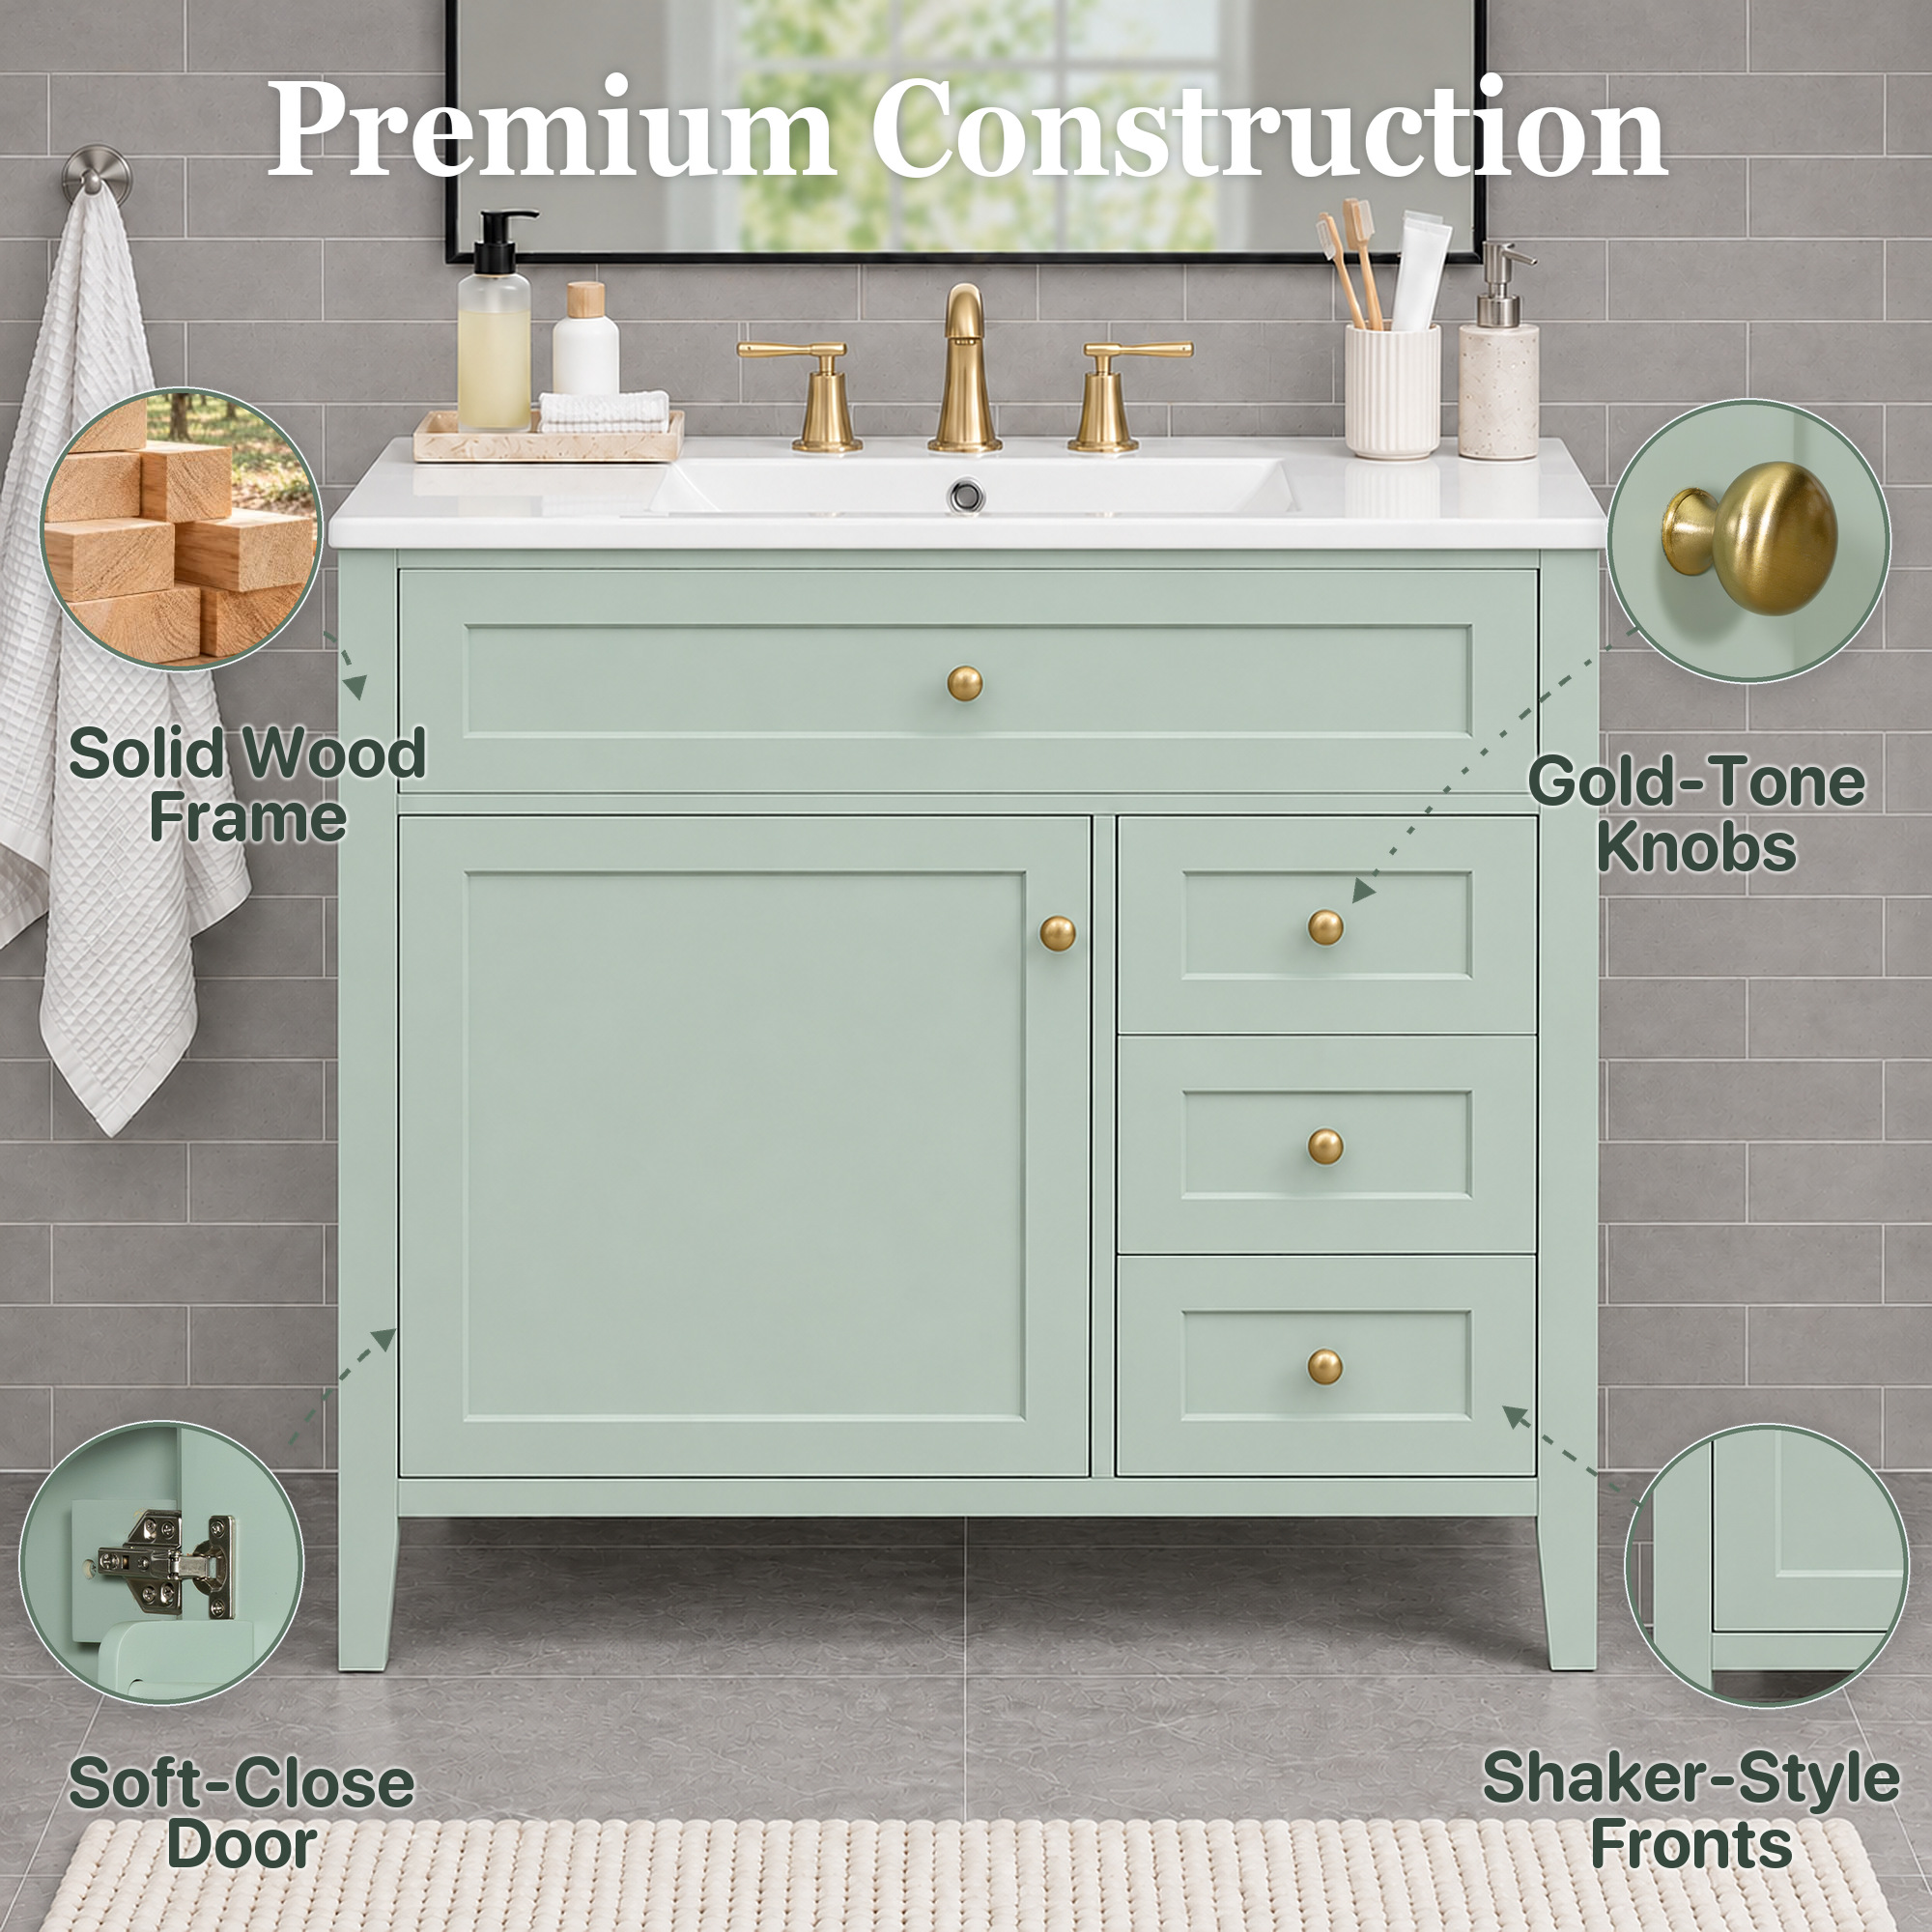 Premium Construction
Solid Wood
Frame
Gold-Tone
Knobs
Soft-Close
Door
Shaker-Style
Fronts